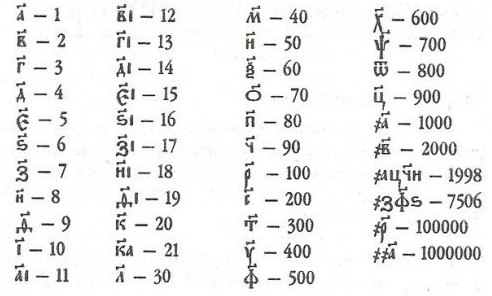 а҃ – 1
в҃ – 2
г҃ – 3
д҃ – 4
є҃ – 5
ѕ҃ – 6
з҃ – 7
и҃ – 8
ѳ҃ – 9
і҃ – 10
а҃і – 11
в҃і – 12
г҃і – 13
д҃і – 14
є҃і – 15
ѕ҃і – 16
з҃і – 17
и҃і – 18
ѳ҃і – 19
к҃ – 20
к҃а – 21
л҃ – 30
м҃ – 40
н҃ – 50
ѯ҃ – 60
о҃ – 70
п҃ – 80
ч҃ – 90
р҃ – 100
с҃ – 200
т҃ – 300
у҃ – 400
ф҃ – 500
х҃ – 600
ѱ҃ – 700
ѿ҃ – 800
ц҃ – 900
҂а҃ – 1000
҂в҃ – 2000
҂ацч҃и – 1998
҂зф҃ѕ – 7506
҂р҃ – 100000
҂҂а҃ – 1000000